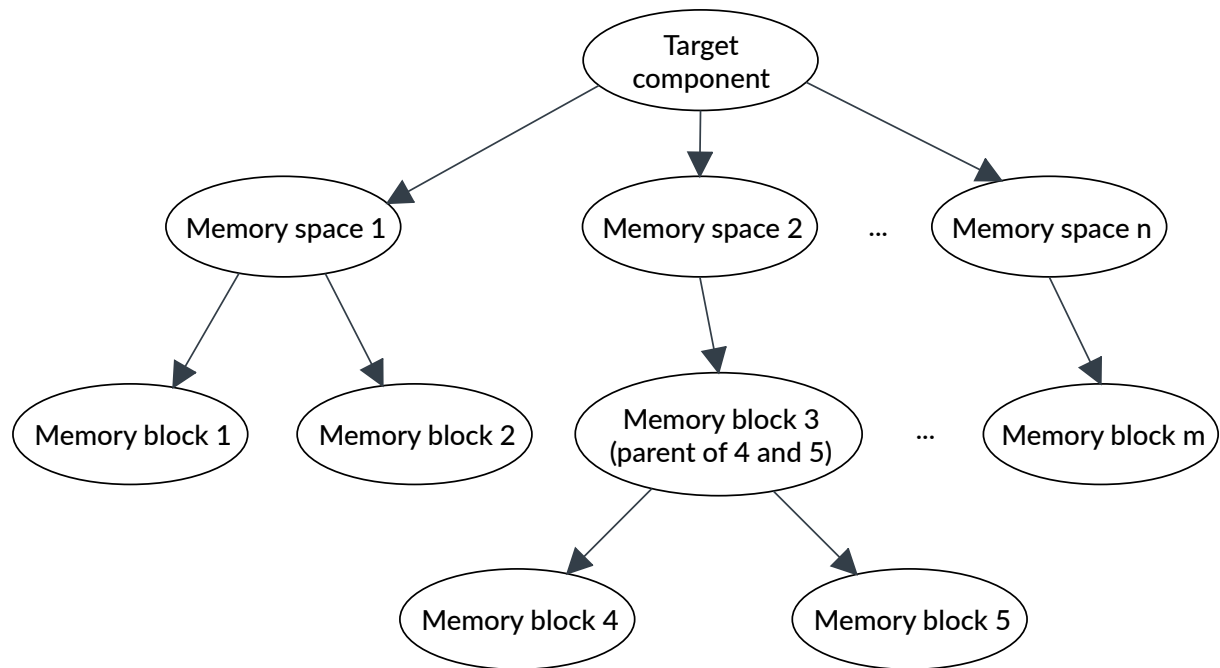 Target
component
Memory space 1
Memory space 2
...
Memory space n
Memory block 1
Memory block 2
Memory block 3
(parent of 4 and 5)
...
Memory block m
Memory block 4
Memory block 5